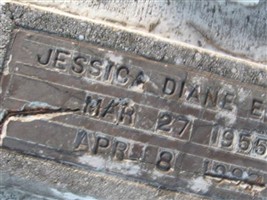 JESSICA DIANE E
MAR 27 1955
APR 8